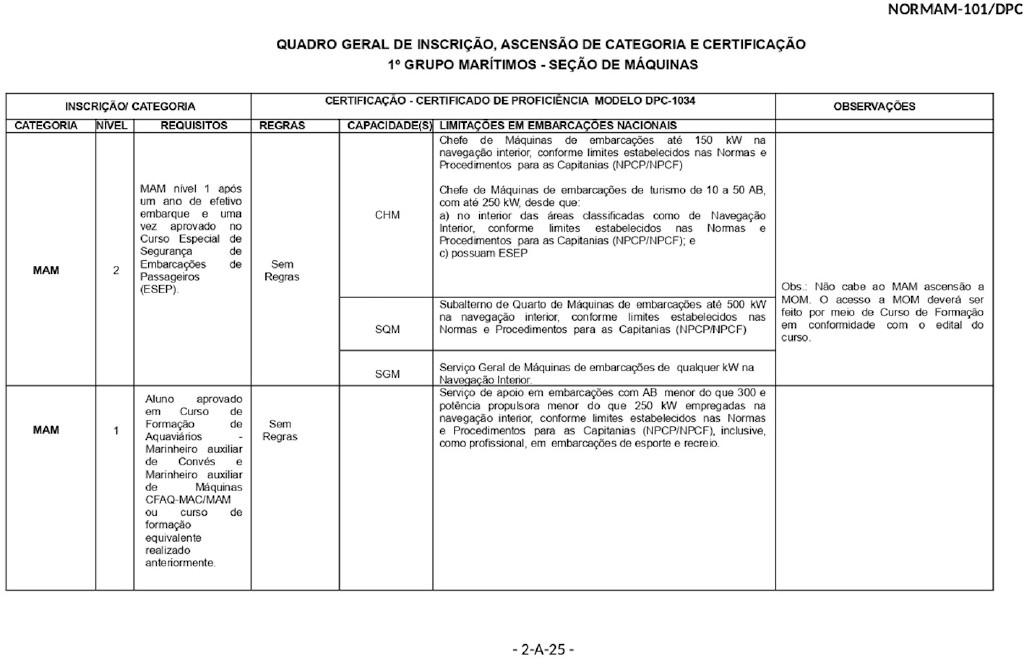 NORMAM-101/DPC
QUADRO GERAL DE INSCRIÇÃO, ASCENSÃO DE CATEGORIA E CERTIFICAÇÃO
1º GRUPO MARÍTIMOS - SEÇÃO DE MÁQUINAS
INSCRIÇÃO/ CATEGORIA
CERTIFICAÇÃO - CERTIFICADO DE PROFICIÊNCIA MODELO DPC-1034
OBSERVAÇÕES
CATEGORIA
NÍVEL
REQUISITOS
REGRAS
CAPACIDADE(S)
LIMITAÇÕES EM EMBARCAÇÕES NACIONAIS
MAM
2
MAM nível 1 após
um ano de efetivo
embarque e uma
vez aprovado no
Curso Especial de
Segurança de
Embarcações de
Passageiros
(ESEP).
Sem
Regras
CHM
Chefe de Máquinas de embarcações até 150 kW na
navegação interior, conforme limites estabelecidos nas Normas e
Procedimentos para as Capitanias (NPCP/NPCF)
Chefe de Máquinas de embarcações de turismo de 10 a 50 AB,
com até 250 kW, desde que:
a) no interior das áreas classificadas como de Navegação
Interior, conforme limites estabelecidos nas Normas e
Procedimentos para as Capitanias (NPCP/NPCF); e
c) possuam ESEP
SQM
Subalterno de Quarto de Máquinas de embarcações até 500 kW
na navegação interior, conforme limites estabelecidos nas
Normas e Procedimentos para as Capitanias (NPCP/NPCF)
SGM
Serviço Geral de Máquinas de embarcações de qualquer kW na
Navegação Interior.
Obs.: Não cabe ao MAM ascensão a
MOM. O acesso a MOM deverá ser
feito por meio de Curso de Formação
em conformidade com o edital do
curso.
MAM
1
Aluno aprovado
em Curso de
Formação de
Aquaviários -
Marinheiro auxiliar
de Convés e
Marinheiro auxiliar
de Máquinas
CFAQ-MAC/MAM
ou curso de
formação
equivalente
realizado
anteriormente.
Sem
Regras
Serviço de apoio em embarcações com AB menor do que 300 e
potência propulsora menor do que 250 kW empregadas na
navegação interior, conforme limites estabelecidos nas Normas
e Procedimentos para as Capitanias (NPCP/NPCF), inclusive,
como profissional, em embarcações de esporte e recreio.
- 2-A-25 -